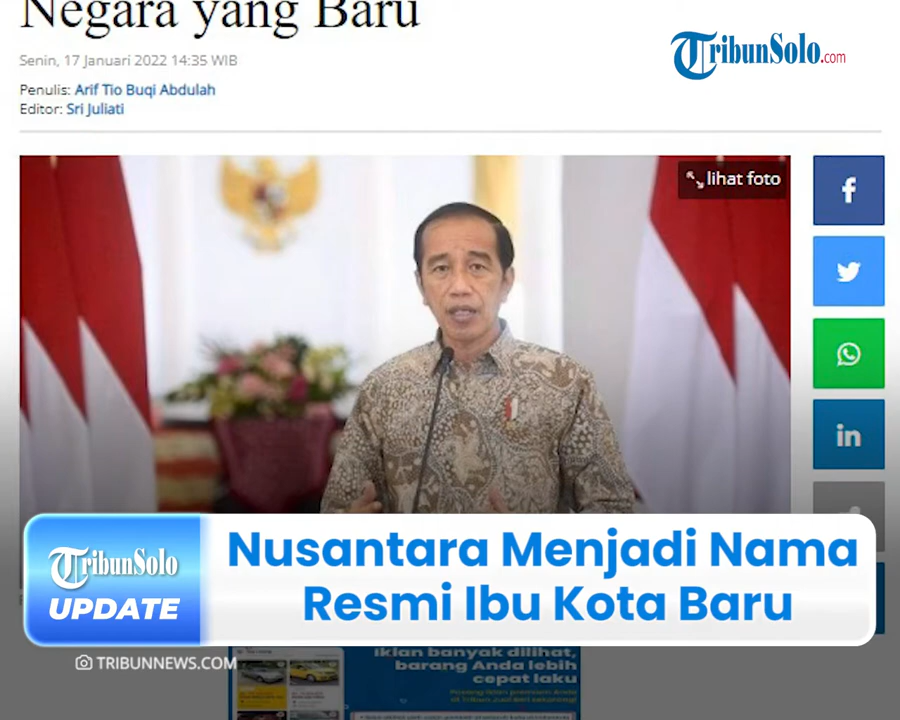 Negara yang Baru
TribunSolo.com
Senin, 17 Januari 2022 14:35 WIB
Penulis: Arif Tio Buqi Abdulah
Editor: Sri Juliati
lihat foto
f
in
TribunSolo
UPDATE
Nusantara Menjadi Nama
Resmi Ibu Kota Baru
TRIBUNNEWS.COM
iklan banyak dilihat,
barang Anda lebih
cepat laku